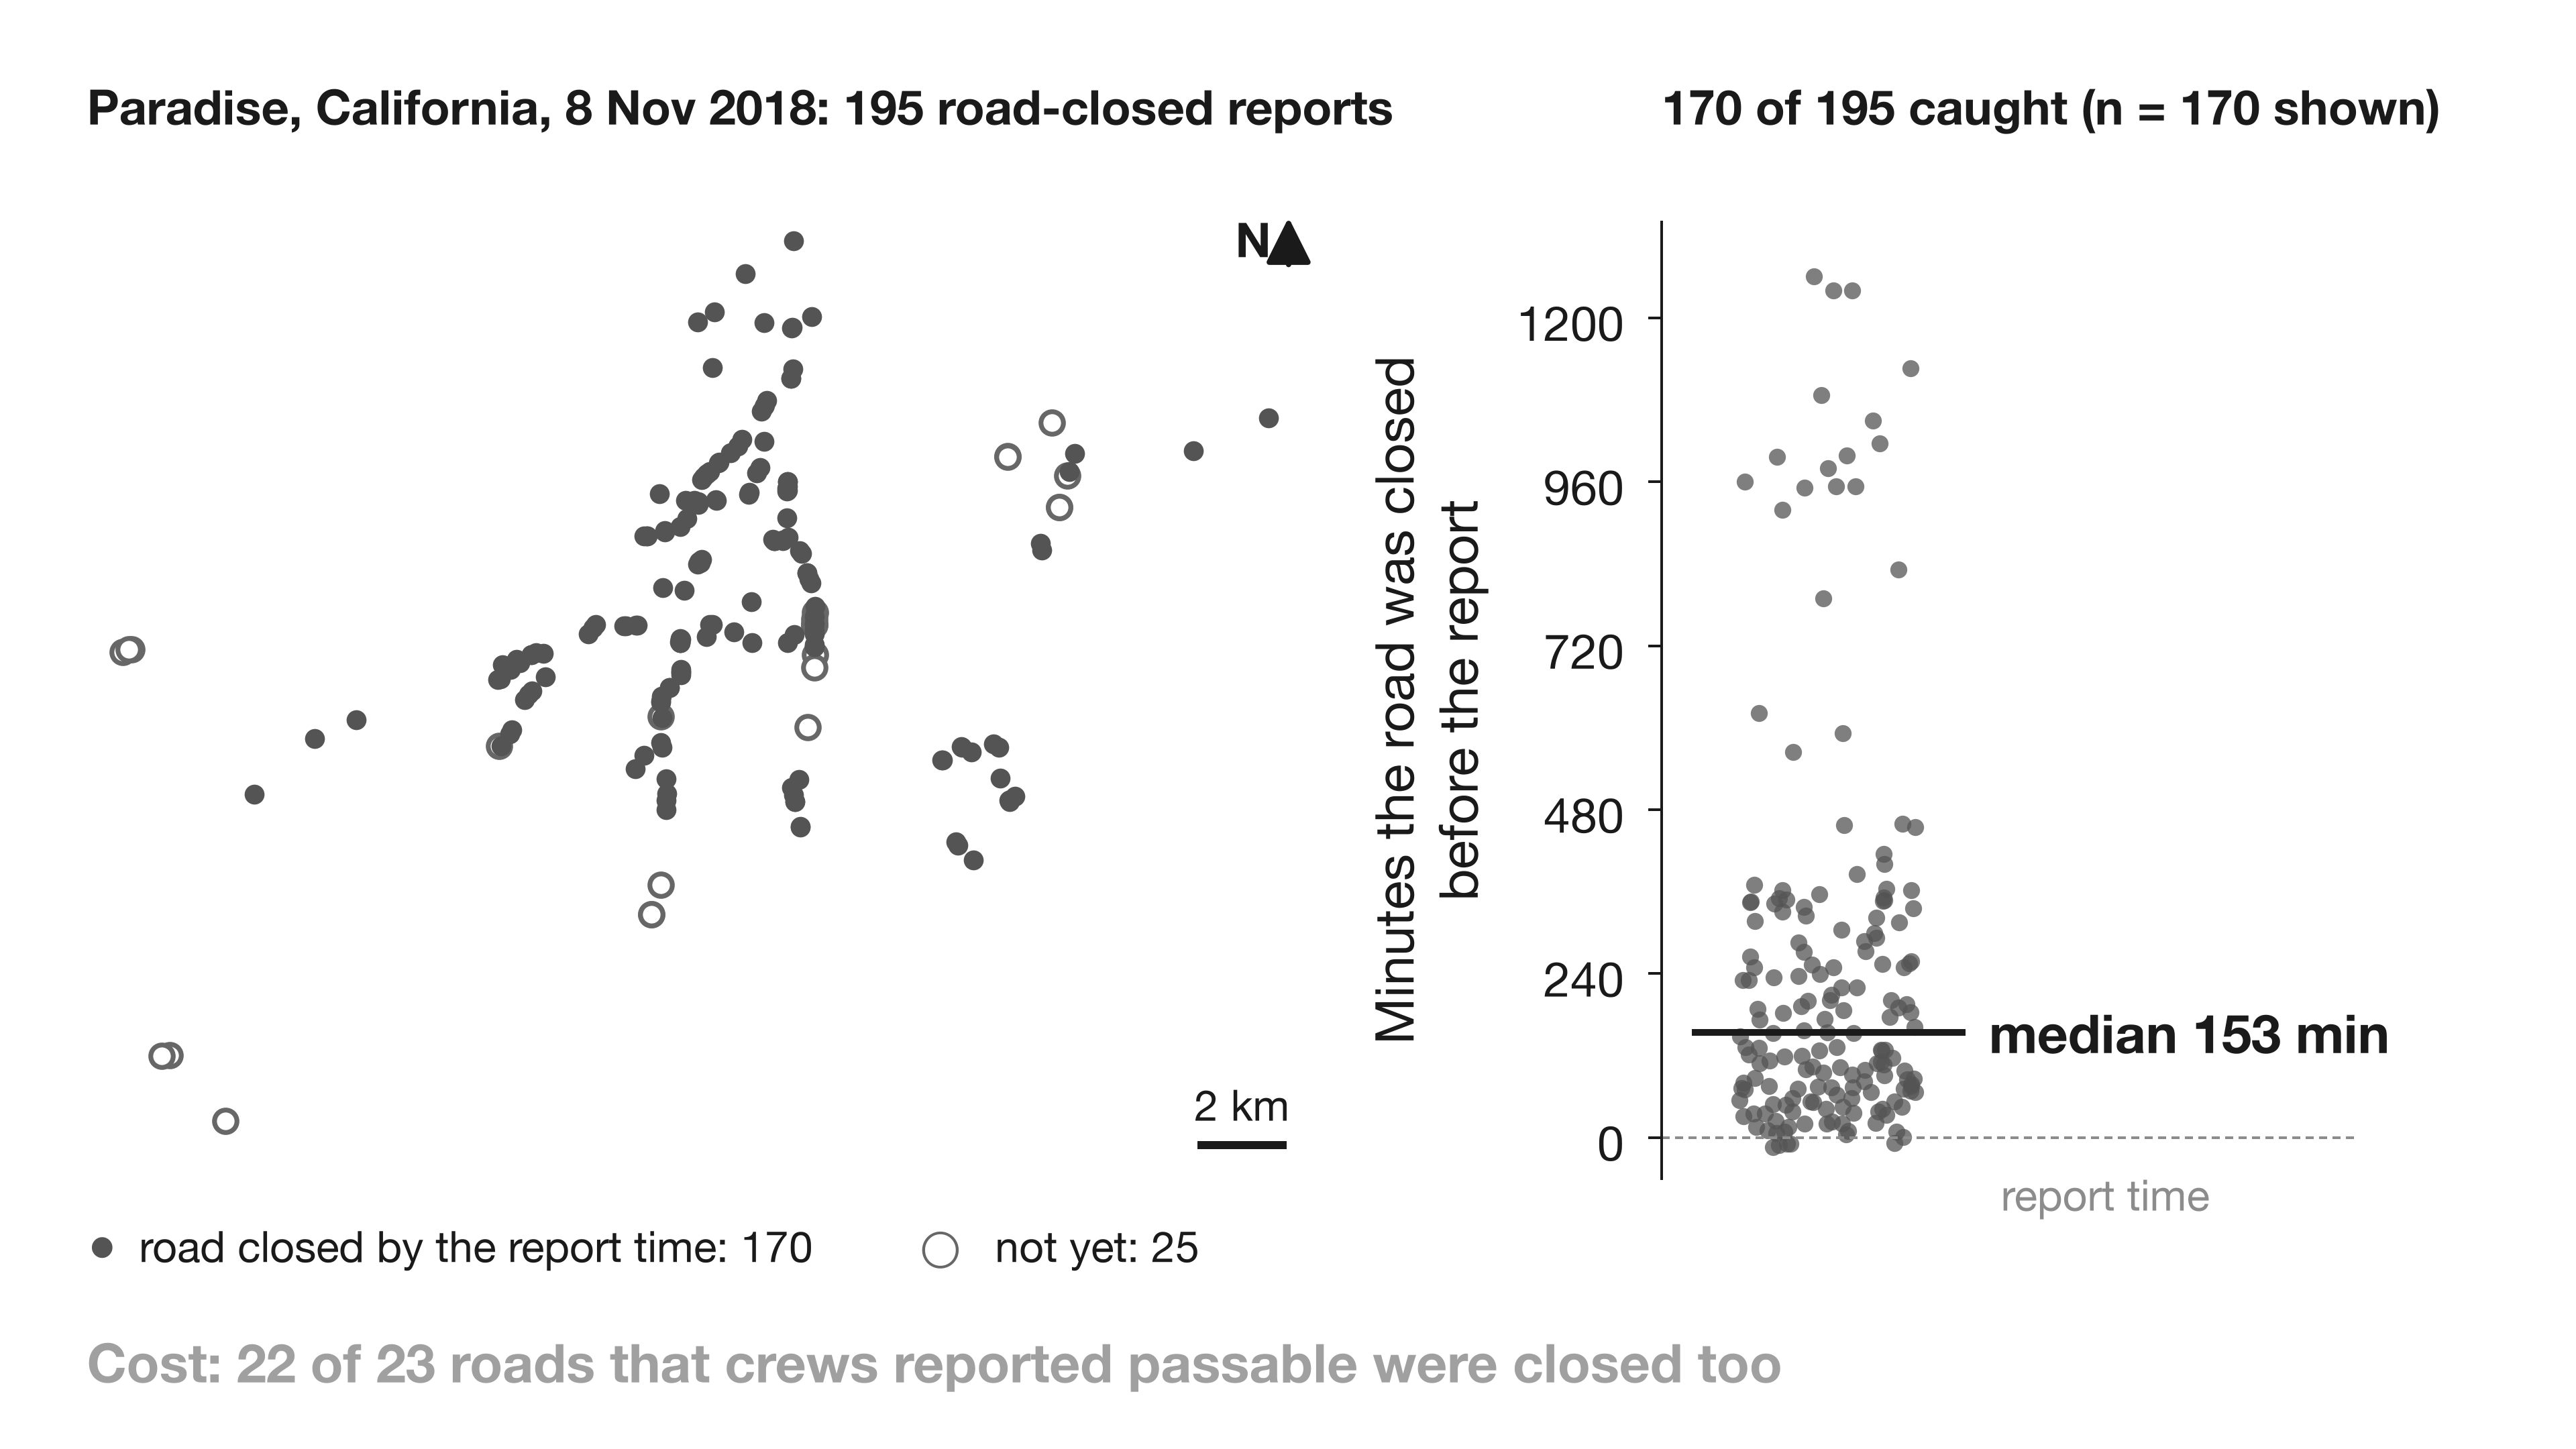 Paradise, California, 8 Nov 2018: 195 road-closed reports
170 of 195 caught (n = 170 shown)
N
2 km
road closed by the report time: 170
not yet: 25
Minutes the road was closed
before the report
1200
960
720
480
240
0
median 153 min
report time
Cost: 22 of 23 roads that crews reported passable were closed too